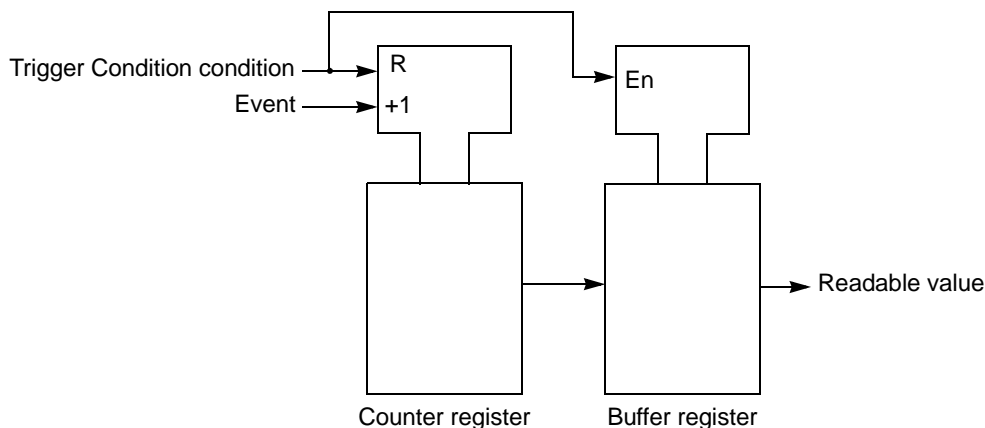 Trigger Condition condition
R
Event
+1
En
Readable value
Counter register
Buffer register